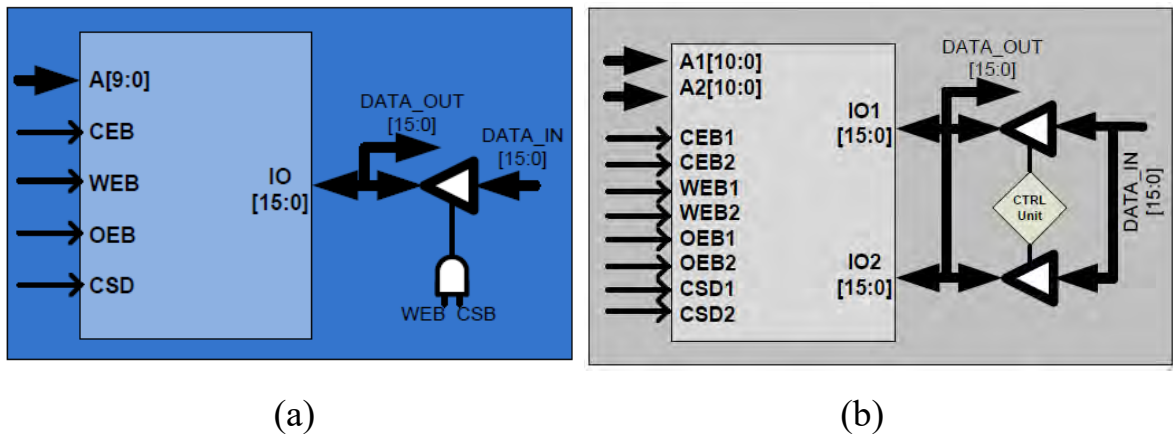 A[9:0]
CEB
WEB
OEB
CSD
IO
[15:0]
DATA_OUT
[15:0]
DATA_IN
[15:0]
WEB CSB
(a)
A1[10:0]
A2[10:0]
CEB1
CEB2
WEB1
WEB2
OEB1
OEB2
CSD1
CSD2
IO1
[15:0]
IO2
[15:0]
DATA_OUT
[15:0]
CTRL
Unit
DATA_IN
[15:0]
(b)